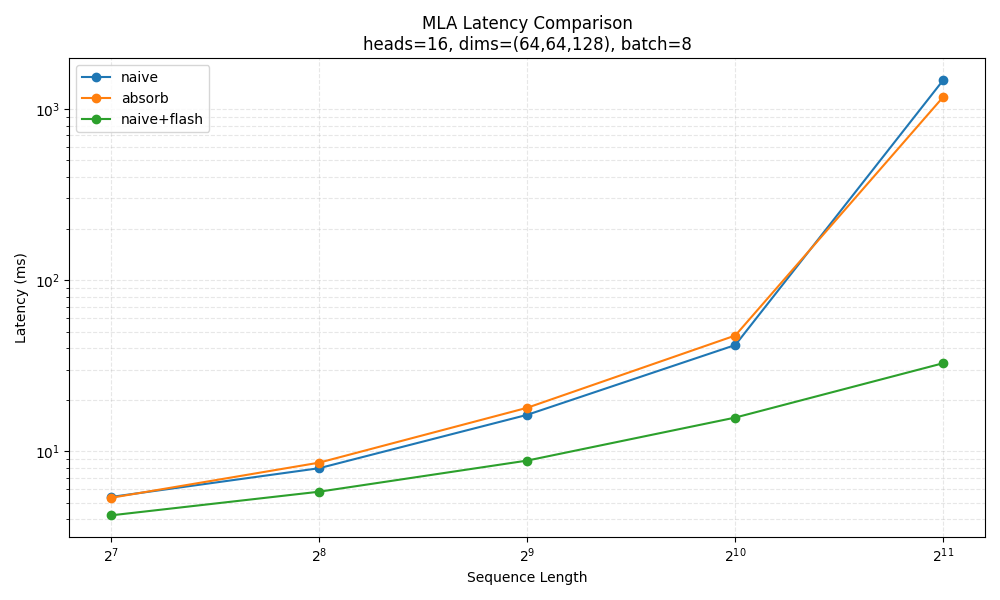 MLA Latency Comparison
heads=16, dims=(64,64,128), batch=8
naive
absorb
naive+flash
10³
10²
10¹
Latency (ms)
2⁷
2⁸
2⁹
2¹⁰
2¹¹
Sequence Length